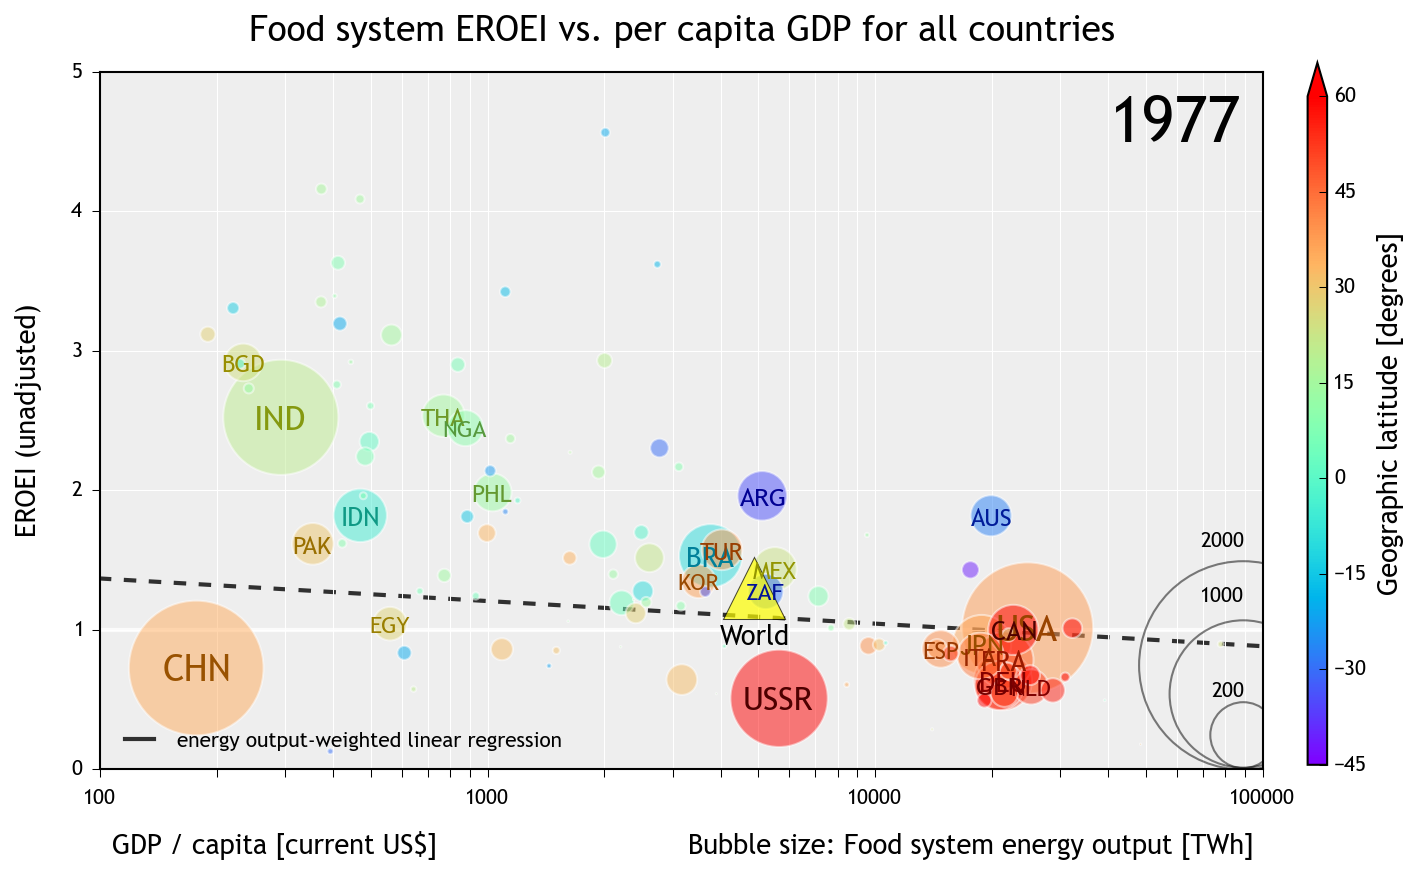 Food system EROEI vs. per capita GDP for all countries
1977
5
4
3
2
1
0
EROEI (unadjusted)
BGD
IND
THA
NGA
PHL
IDN
PAK
EGY
CHN
ARG
AUS
BRA
TUR
MEX
KOR
ZAF
World
USSR
USA
CAN
JPN
ESP
ITA
FRA
DEU
GBR
NLD
2000
1000
200
energy output-weighted linear regression
100
1000
10000
100000
GDP / capita [current US$]
Bubble size: Food system energy output [TWh]
60
45
30
15
0
−15
−30
−45
Geographic latitude [degrees]